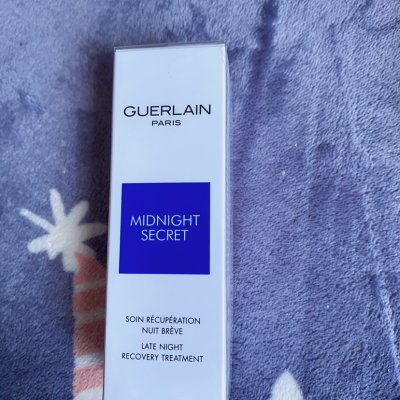 GUERLAIN
PARIS
MIDNIGHT
SECRET
SOIN RÉCUPÉRATION
NUIT BRÈVE
LATE NIGHT
RECOVERY TREATMENT